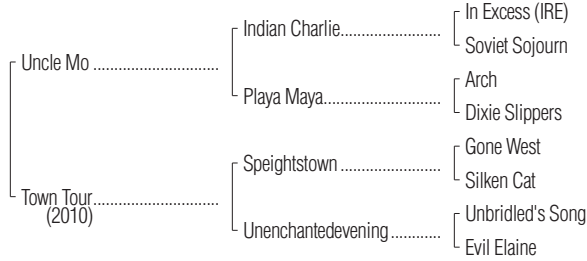 In Excess (IRE)
Indian Charlie
Soviet Sojourn
Uncle Mo
Arch
Playa Maya
Dixie Slippers
Gone West
Speightstown
Silken Cat
Town Tour
(2010)
Unbridled's Song
Unenchantedevening
Evil Elaine